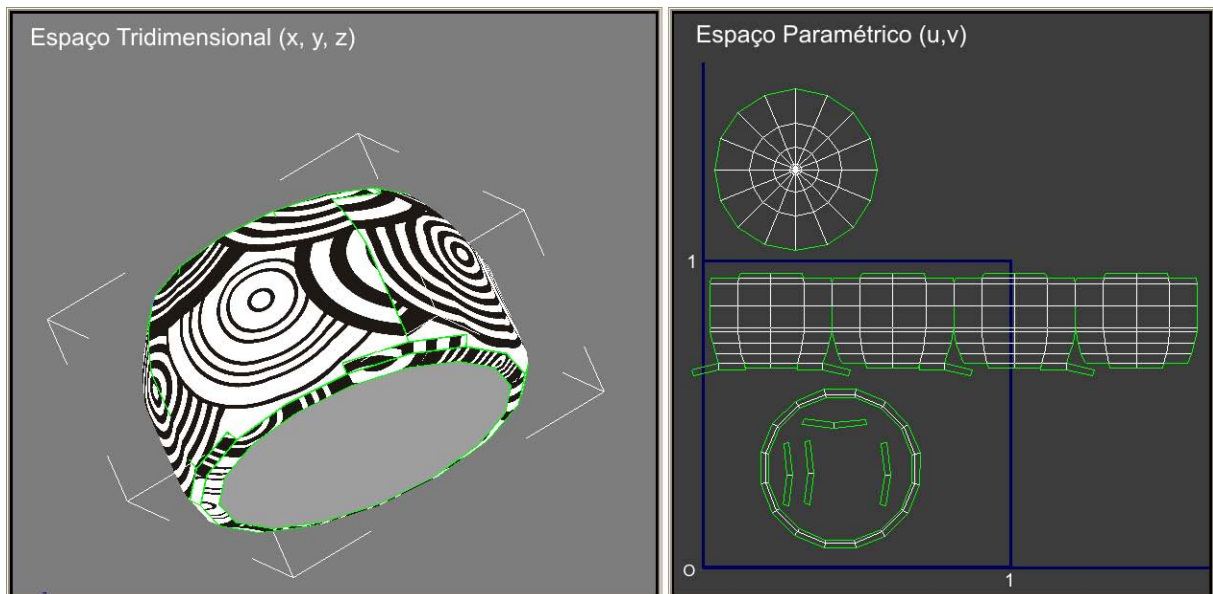 Espaço Tridimensional (x, y, z)
Espaço Paramétrico (u,v)
1
O
1